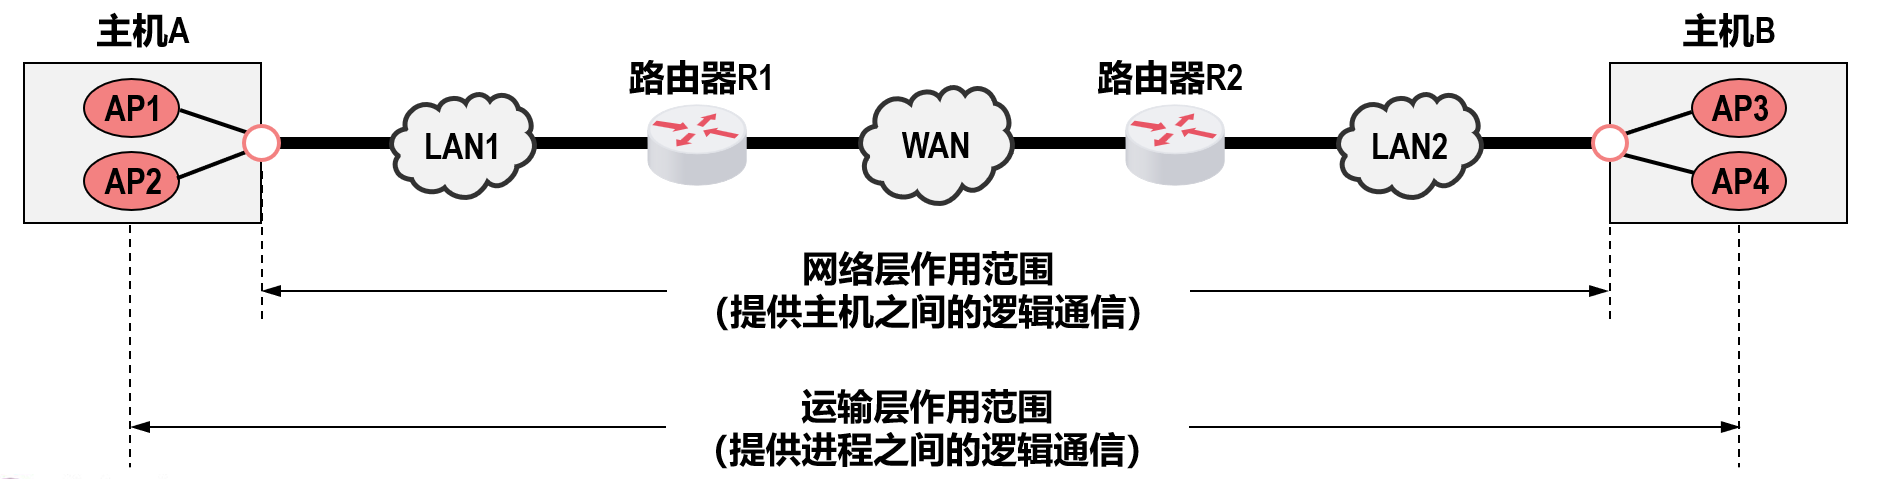 主机A
主机B
路由器R1
路由器R2
AP1
AP3
LAN1
WAN
LAN2
AP2
AP4
网络层作用范围
(提供主机之间的逻辑通信)
运输层作用范围
(提供进程之间的逻辑通信)